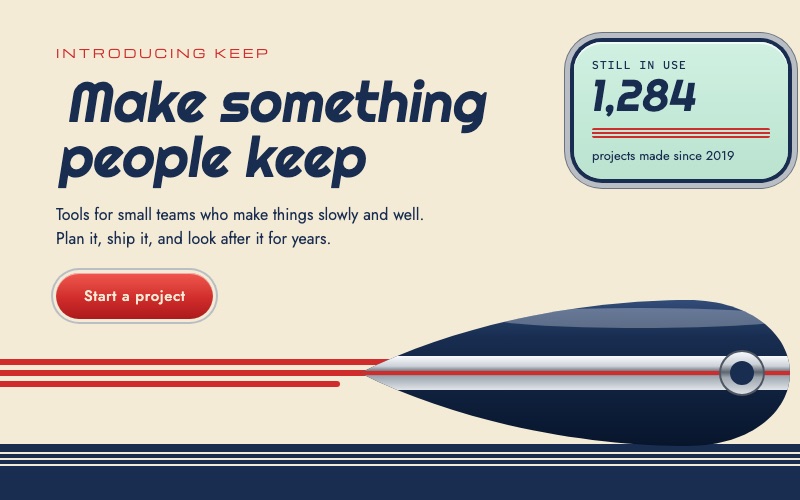 INTRODUCING KEEP
Make something
people keep
Tools for small teams who make things slowly and well.
Plan it, ship it, and look after it for years.
Start a project
STILL IN USE
1,284
projects made since 2019